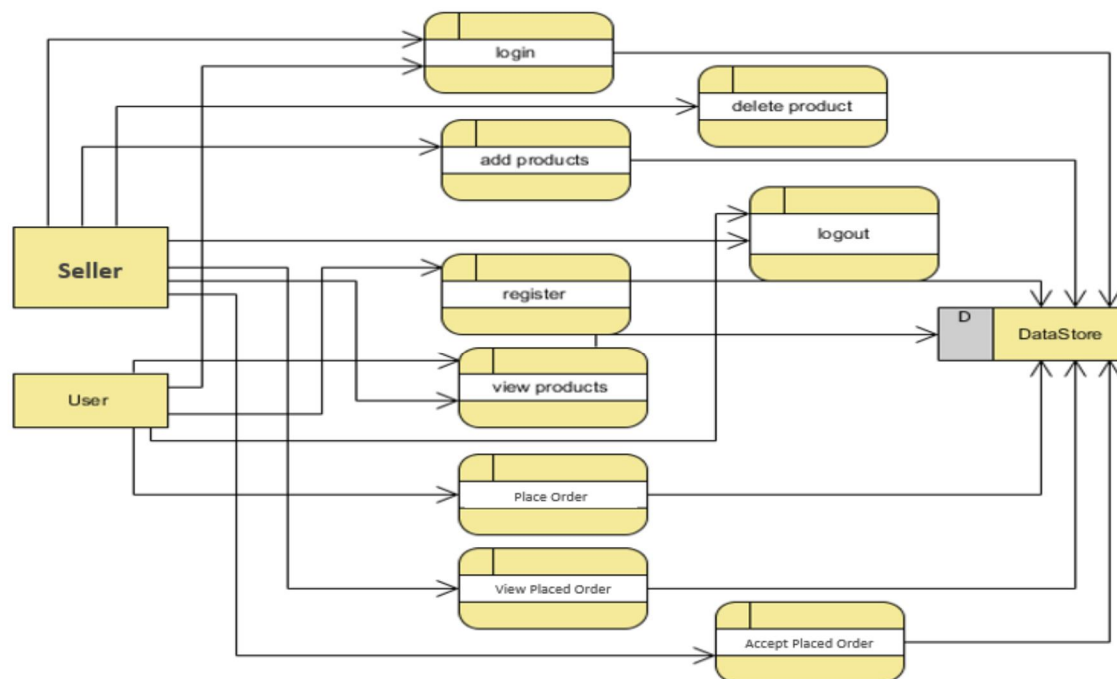 login
delete product
add products
logout
Seller
register
D
DataStore
view products
User
Place Order
View Placed Order
Accept Placed Order